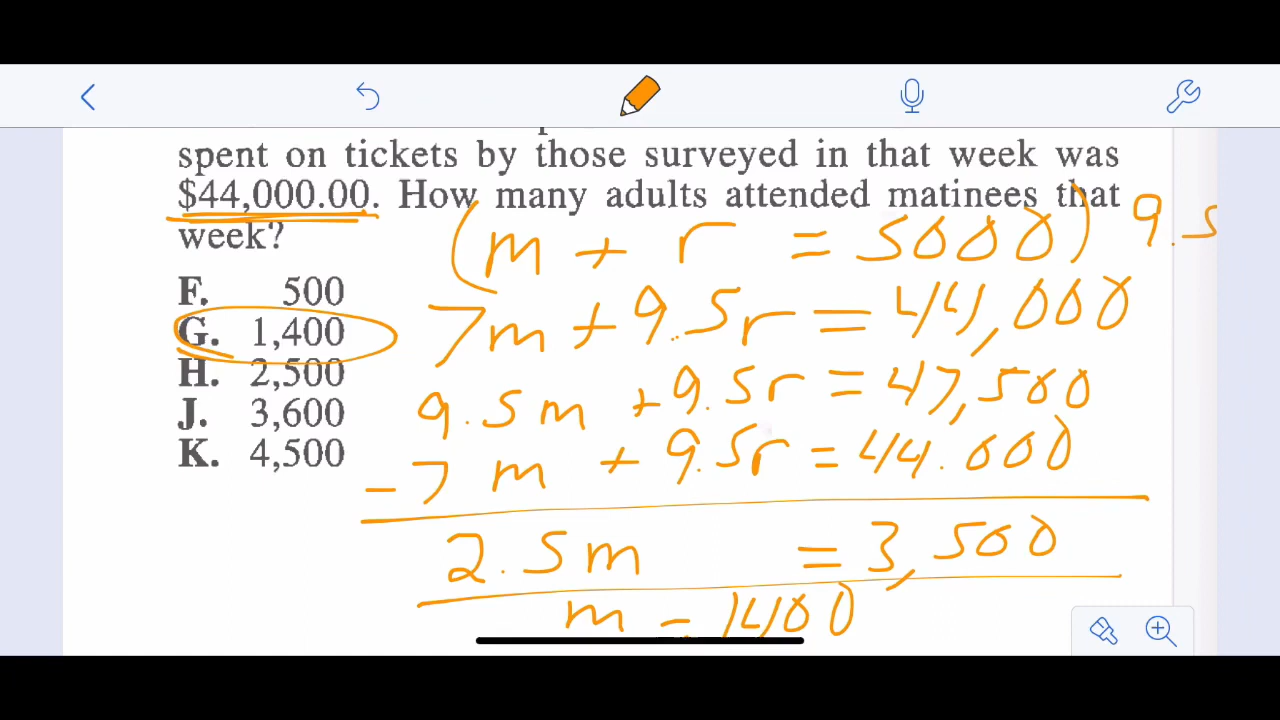 spent on tickets by those surveyed in that week was
$44,000.00. How many adults attended matinees that
week?
(m + r = 5000) 9.5
F. 500
7m + 9.5r = 44,000
G. 1,400
H. 2,500
9.5m + 9.5r = 47,500
J. 3,600
K. 4,500
- 7m + 9.5r = 44.000
2.5m = 3,500
m = 1400